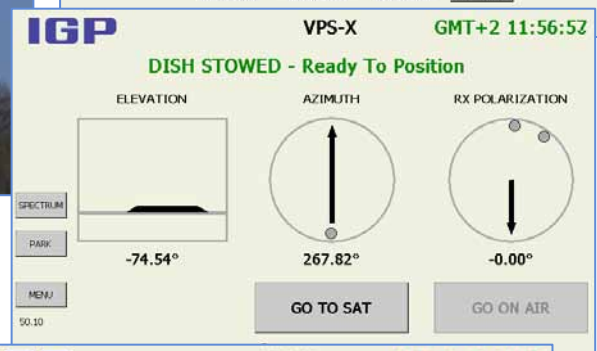 IGP VPS-X GMT+2 11:56:57
DISH STOWED - Ready To Position
ELEVATION AZIMUTH RX POLARIZATION
SPECTRUM
PARK
-74.54° 267.82° -0.00°
MENU
GO TO SAT GO ON AIR
50.10